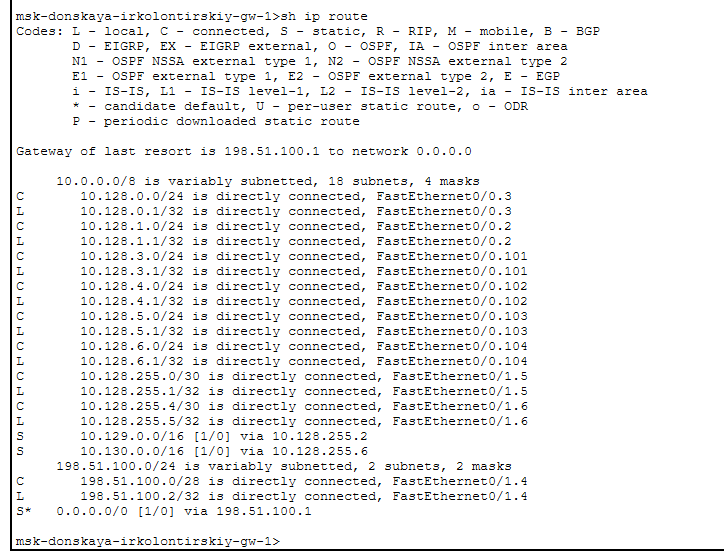 msk-donskaya-irkolontirskiy-gw-1>sh ip route
Codes: L - local, C - connected, S - static, R - RIP, M - mobile, B - BGP
       D - EIGRP, EX - EIGRP external, O - OSPF, IA - OSPF inter area
       N1 - OSPF NSSA external type 1, N2 - OSPF NSSA external type 2
       E1 - OSPF external type 1, E2 - OSPF external type 2, E - EGP
       i - IS-IS, L1 - IS-IS level-1, L2 - IS-IS level-2, ia - IS-IS inter area
       * - candidate default, U - per-user static route, o - ODR
       P - periodic downloaded static route

Gateway of last resort is 198.51.100.1 to network 0.0.0.0

     10.0.0.0/8 is variably subnetted, 18 subnets, 4 masks
C       10.128.0.0/24 is directly connected, FastEthernet0/0.3
L       10.128.0.1/32 is directly connected, FastEthernet0/0.3
C       10.128.1.0/24 is directly connected, FastEthernet0/0.2
L       10.128.1.1/32 is directly connected, FastEthernet0/0.2
C       10.128.3.0/24 is directly connected, FastEthernet0/0.101
L       10.128.3.1/32 is directly connected, FastEthernet0/0.101
C       10.128.4.0/24 is directly connected, FastEthernet0/0.102
L       10.128.4.1/32 is directly connected, FastEthernet0/0.102
C       10.128.5.0/24 is directly connected, FastEthernet0/0.103
L       10.128.5.1/32 is directly connected, FastEthernet0/0.103
C       10.128.6.0/24 is directly connected, FastEthernet0/0.104
L       10.128.6.1/32 is directly connected, FastEthernet0/0.104
C       10.128.255.0/30 is directly connected, FastEthernet0/1.5
L       10.128.255.1/32 is directly connected, FastEthernet0/1.5
C       10.128.255.4/30 is directly connected, FastEthernet0/1.6
L       10.128.255.5/32 is directly connected, FastEthernet0/1.6
S       10.129.0.0/16 [1/0] via 10.128.255.2
S       10.130.0.0/16 [1/0] via 10.128.255.6
     198.51.100.0/24 is variably subnetted, 2 subnets, 2 masks
C       198.51.100.0/28 is directly connected, FastEthernet0/1.4
L       198.51.100.2/32 is directly connected, FastEthernet0/1.4
S*   0.0.0.0/0 [1/0] via 198.51.100.1

msk-donskaya-irkolontirskiy-gw-1>